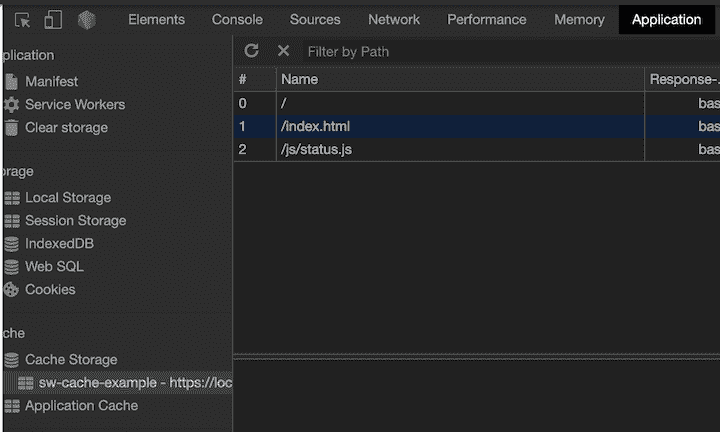 Elements Console Sources Network Performance Memory Application
plication
Manifest
Service Workers
Clear storage
orage
Local Storage
Session Storage
IndexedDB
Web SQL
Cookies
che
Cache Storage
sw-cache-example - https://loc
Application Cache
Filter by Path
# Name Response-..
0 / bas
1 /index.html bas
2 /js/status.js bas